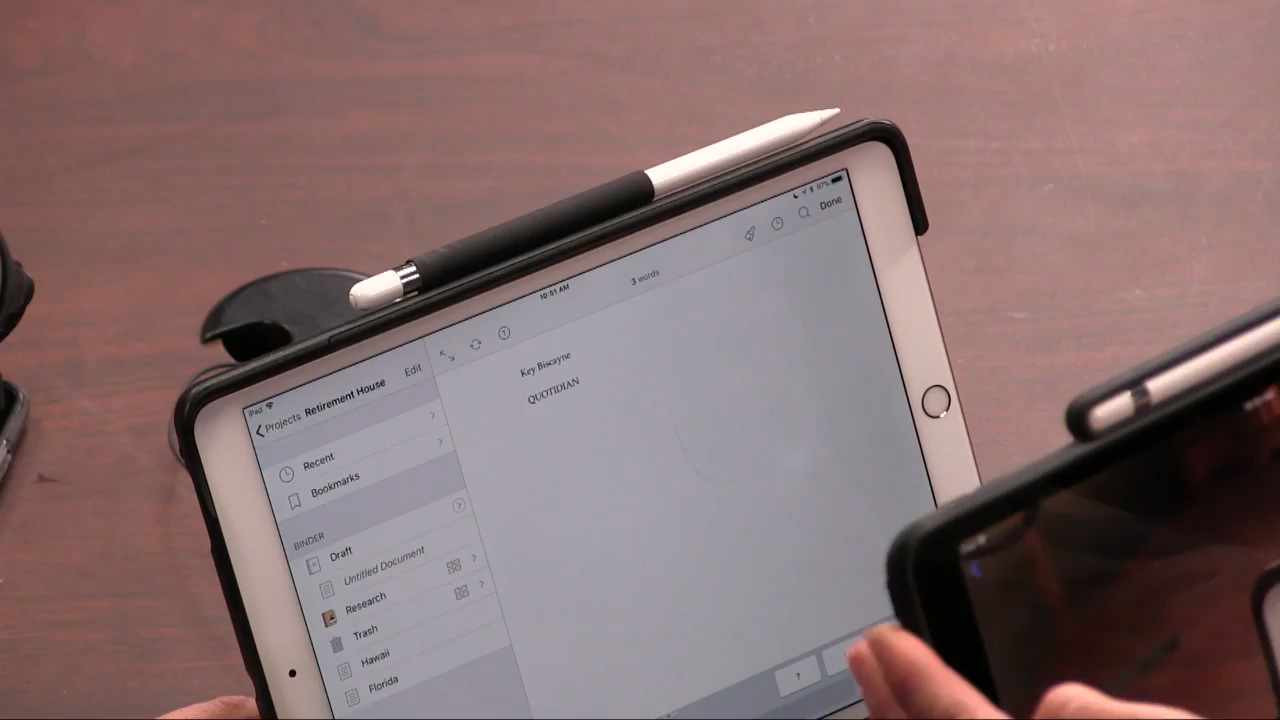 iPad
10:51 AM
97%
Projects
Retirement House
Edit
3 words
Done
Recent
Bookmarks
BINDER
Draft
Untitled Document
Research
Trash
Hawaii
Florida
Key Biscayne
QUOTIDIAN
T
?